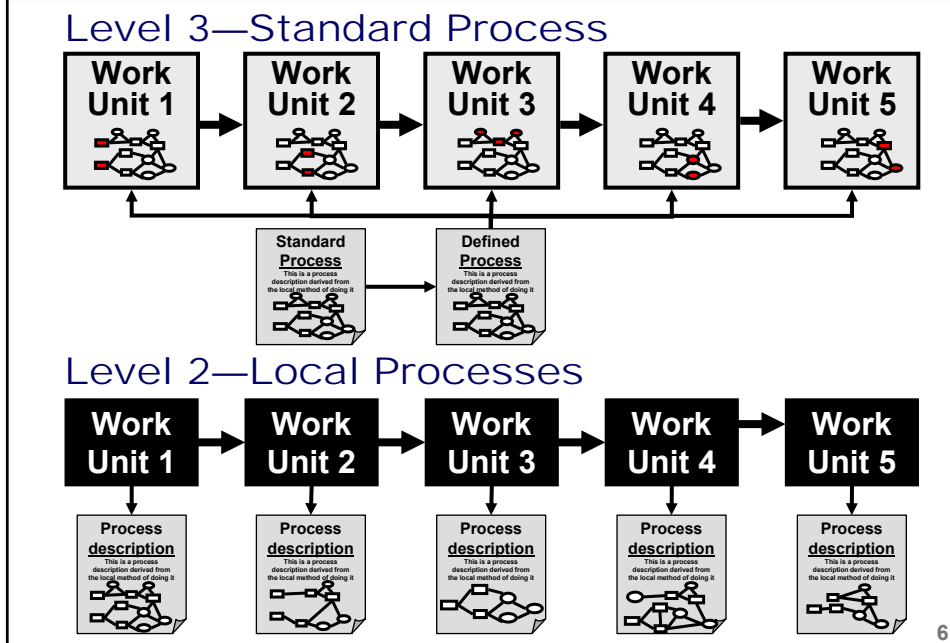 Level 3—Standard Process
Work
Unit 1
Work
Unit 2
Work
Unit 3
Work
Unit 4
Work
Unit 5
Standard
Process
This is a process
description derived from
the local method of doing it
Defined
Process
This is a process
description derived from
the local method of doing it
Level 2—Local Processes
Work
Unit 1
Work
Unit 2
Work
Unit 3
Work
Unit 4
Work
Unit 5
Process
description
This is a process
description derived from
the local method of doing it
Process
description
This is a process
description derived from
the local method of doing it
Process
description
This is a process
description derived from
the local method of doing it
Process
description
This is a process
description derived from
the local method of doing it
Process
description
This is a process
description derived from
the local method of doing it
6